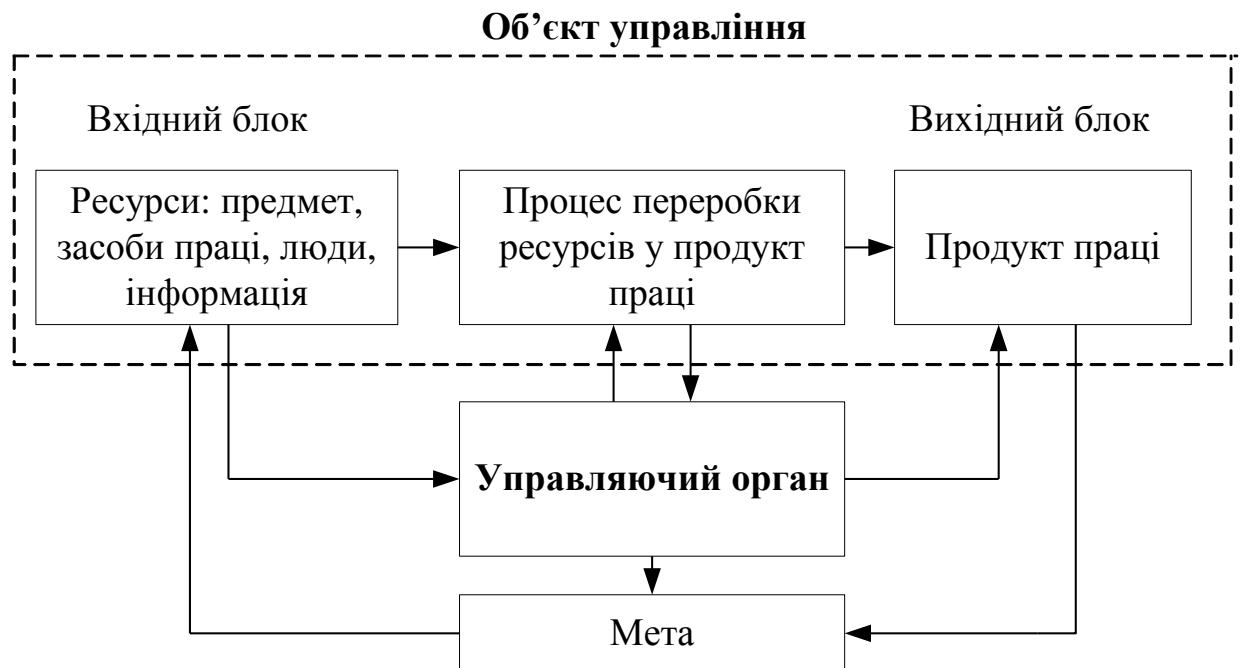 Об’єкт управління
Вхідний блок
Вихідний блок
Ресурси: предмет,
засоби праці, люди,
інформація
Процес переробки
ресурсів у продукт
праці
Продукт праці
Управляючий орган
Мета